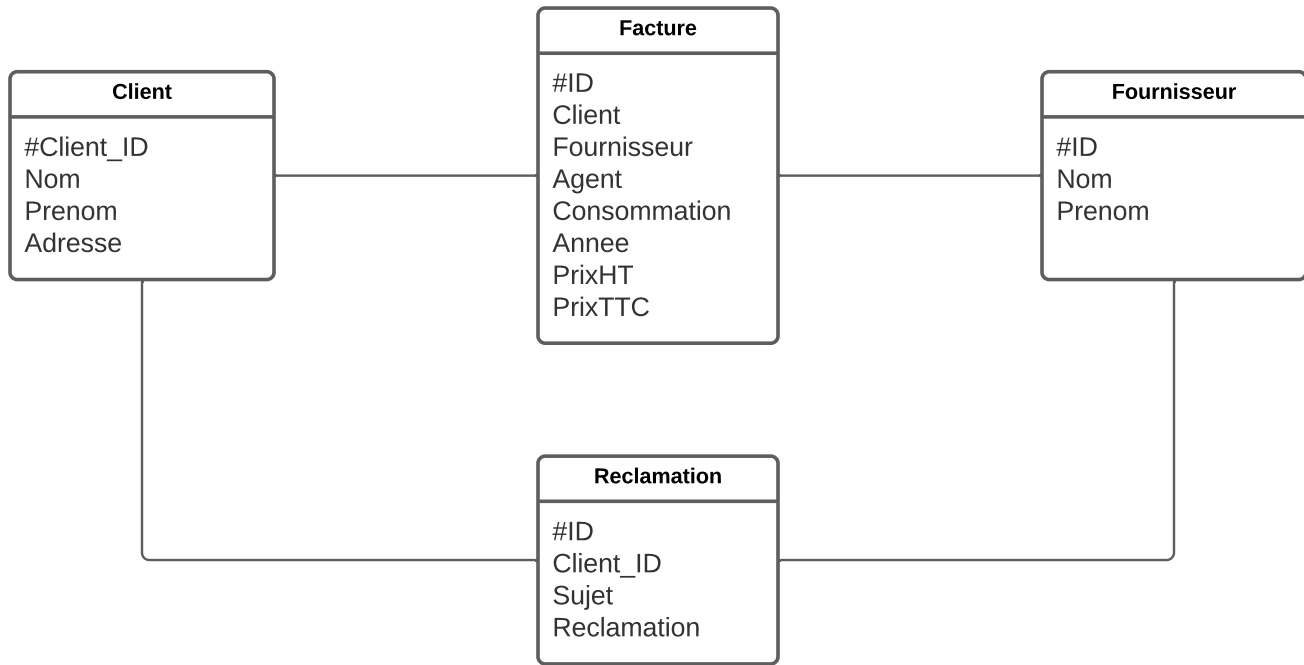 Client
#Client_ID
Nom
Prenom
Adresse
Facture
#ID
Client
Fournisseur
Agent
Consommation
Annee
PrixHT
PrixTTC
Fournisseur
#ID
Nom
Prenom
Reclamation
#ID
Client_ID
Sujet
Reclamation